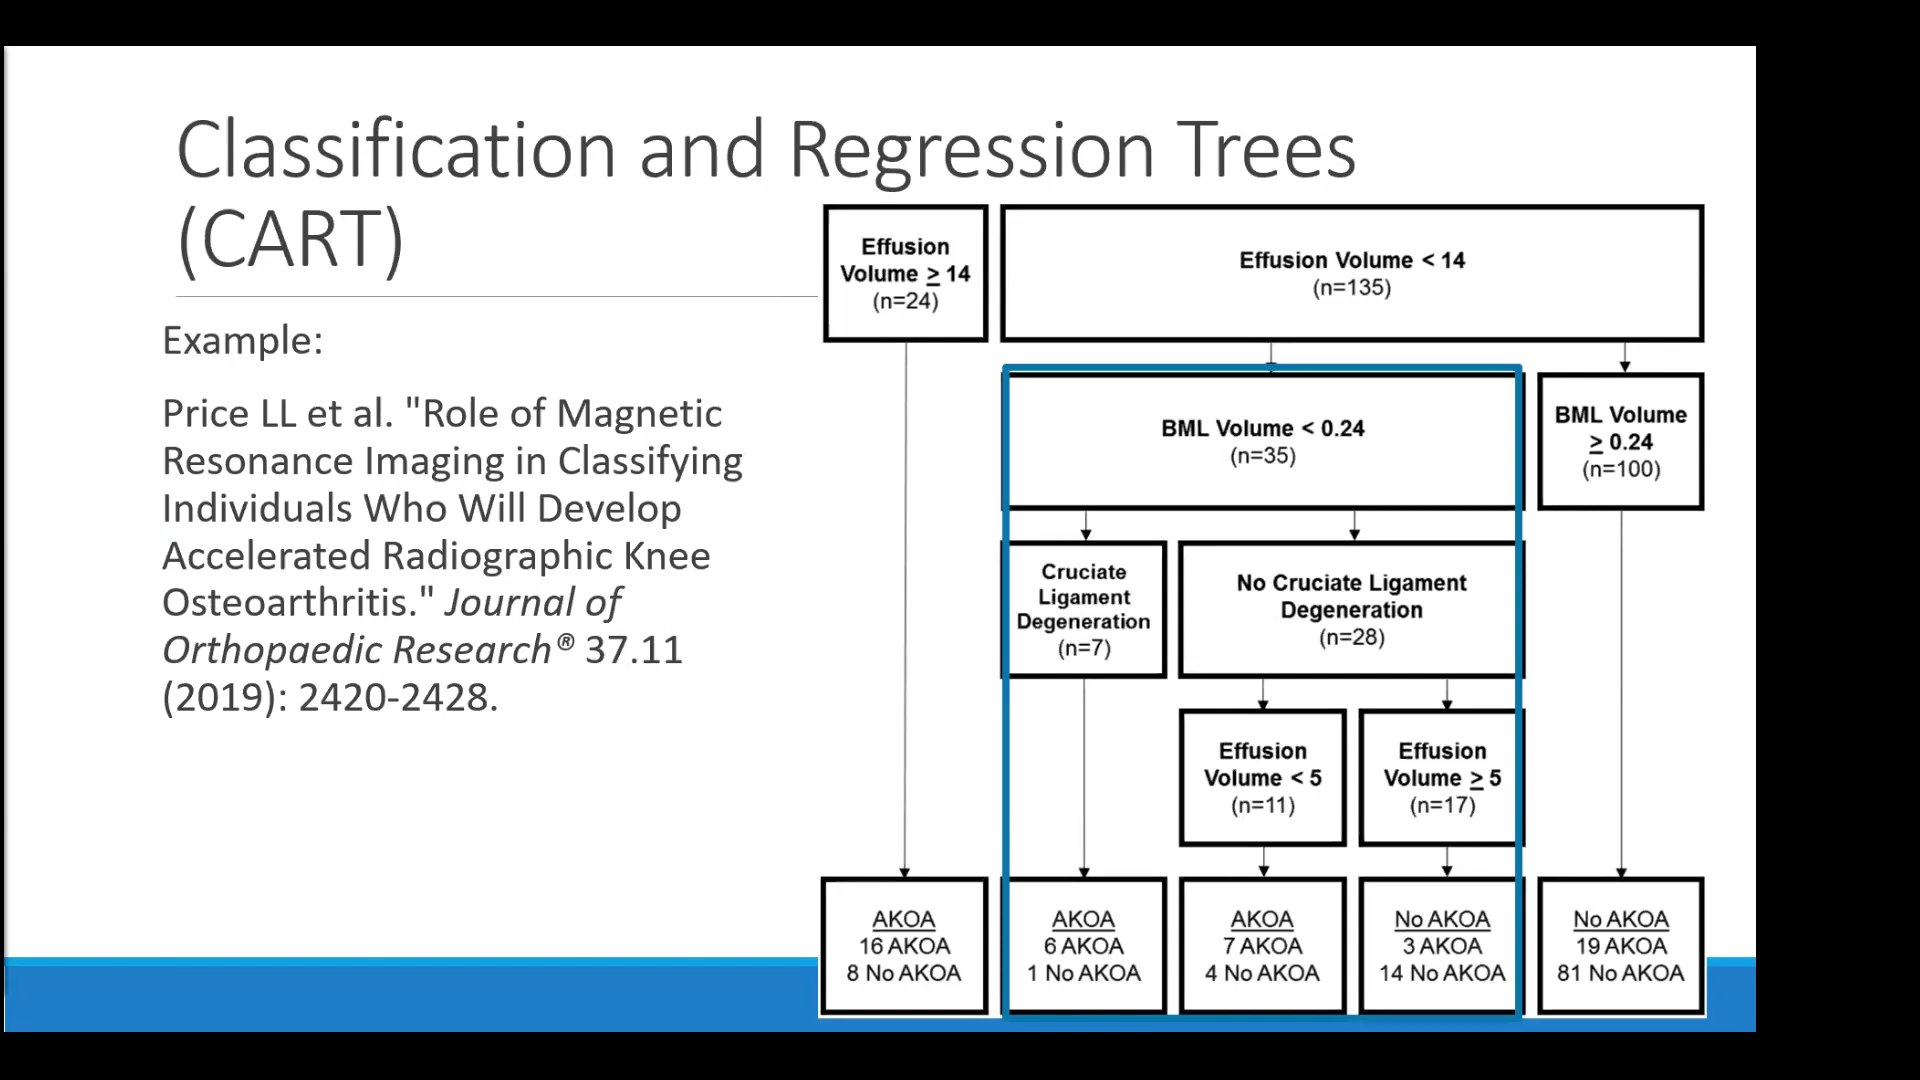 Classification and Regression Trees
(CART)
Example:
Price LL et al. "Role of Magnetic
Resonance Imaging in Classifying
Individuals Who Will Develop
Accelerated Radiographic Knee
Osteoarthritis." Journal of
Orthopaedic Research® 37.11
(2019): 2420-2428.
Effusion
Volume ≥ 14
(n=24)
Effusion Volume < 14
(n=135)
BML Volume < 0.24
(n=35)
BML Volume
≥ 0.24
(n=100)
Cruciate
Ligament
Degeneration
(n=7)
No Cruciate Ligament
Degeneration
(n=28)
Effusion
Volume < 5
(n=11)
Effusion
Volume ≥ 5
(n=17)
AKOA
16 AKOA
8 No AKOA
AKOA
6 AKOA
1 No AKOA
AKOA
7 AKOA
4 No AKOA
No AKOA
3 AKOA
14 No AKOA
No AKOA
19 AKOA
81 No AKOA